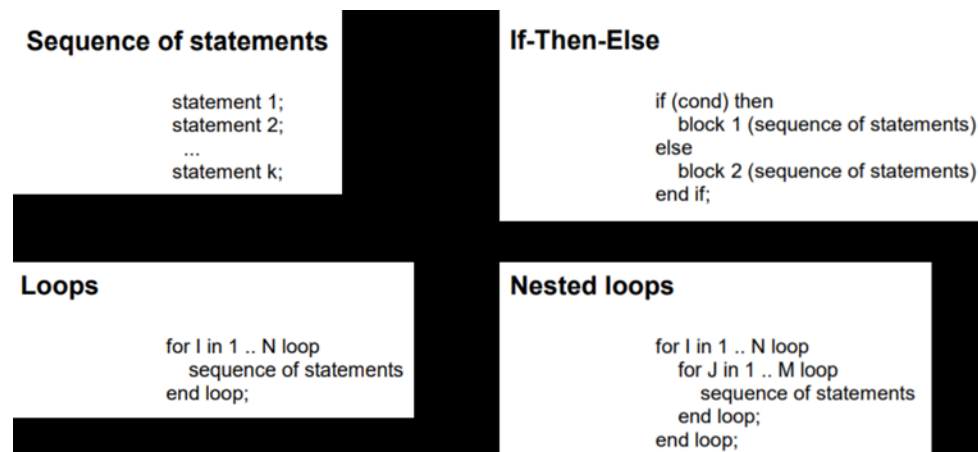 Sequence of statements
statement 1;
statement 2;
...
statement k;
If-Then-Else
if (cond) then
block 1 (sequence of statements)
else
block 2 (sequence of statements)
end if;
Loops
for I in 1 .. N loop
sequence of statements
end loop;
Nested loops
for I in 1 .. N loop
for J in 1 .. M loop
sequence of statements
end loop;
end loop;